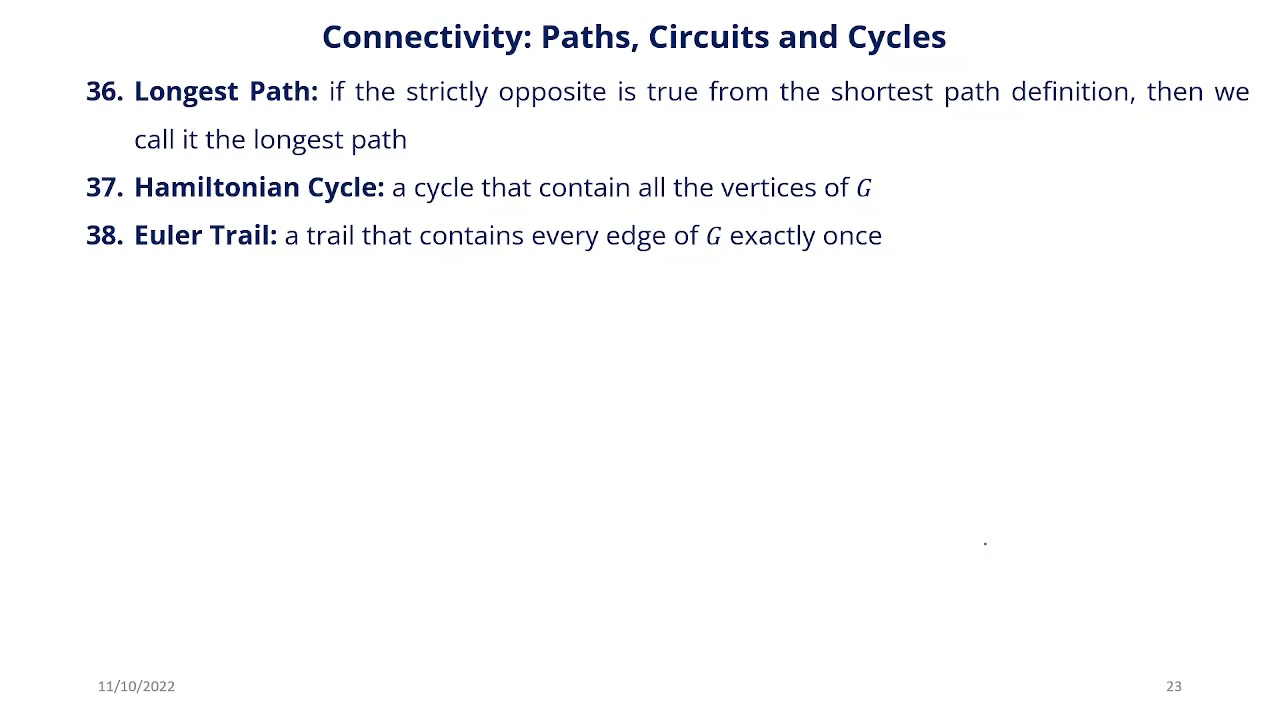 Connectivity: Paths, Circuits and Cycles
36. Longest Path: if the strictly opposite is true from the shortest path definition, then we
call it the longest path
37. Hamiltonian Cycle: a cycle that contain all the vertices of G
38. Euler Trail: a trail that contains every edge of G exactly once
11/10/2022
23